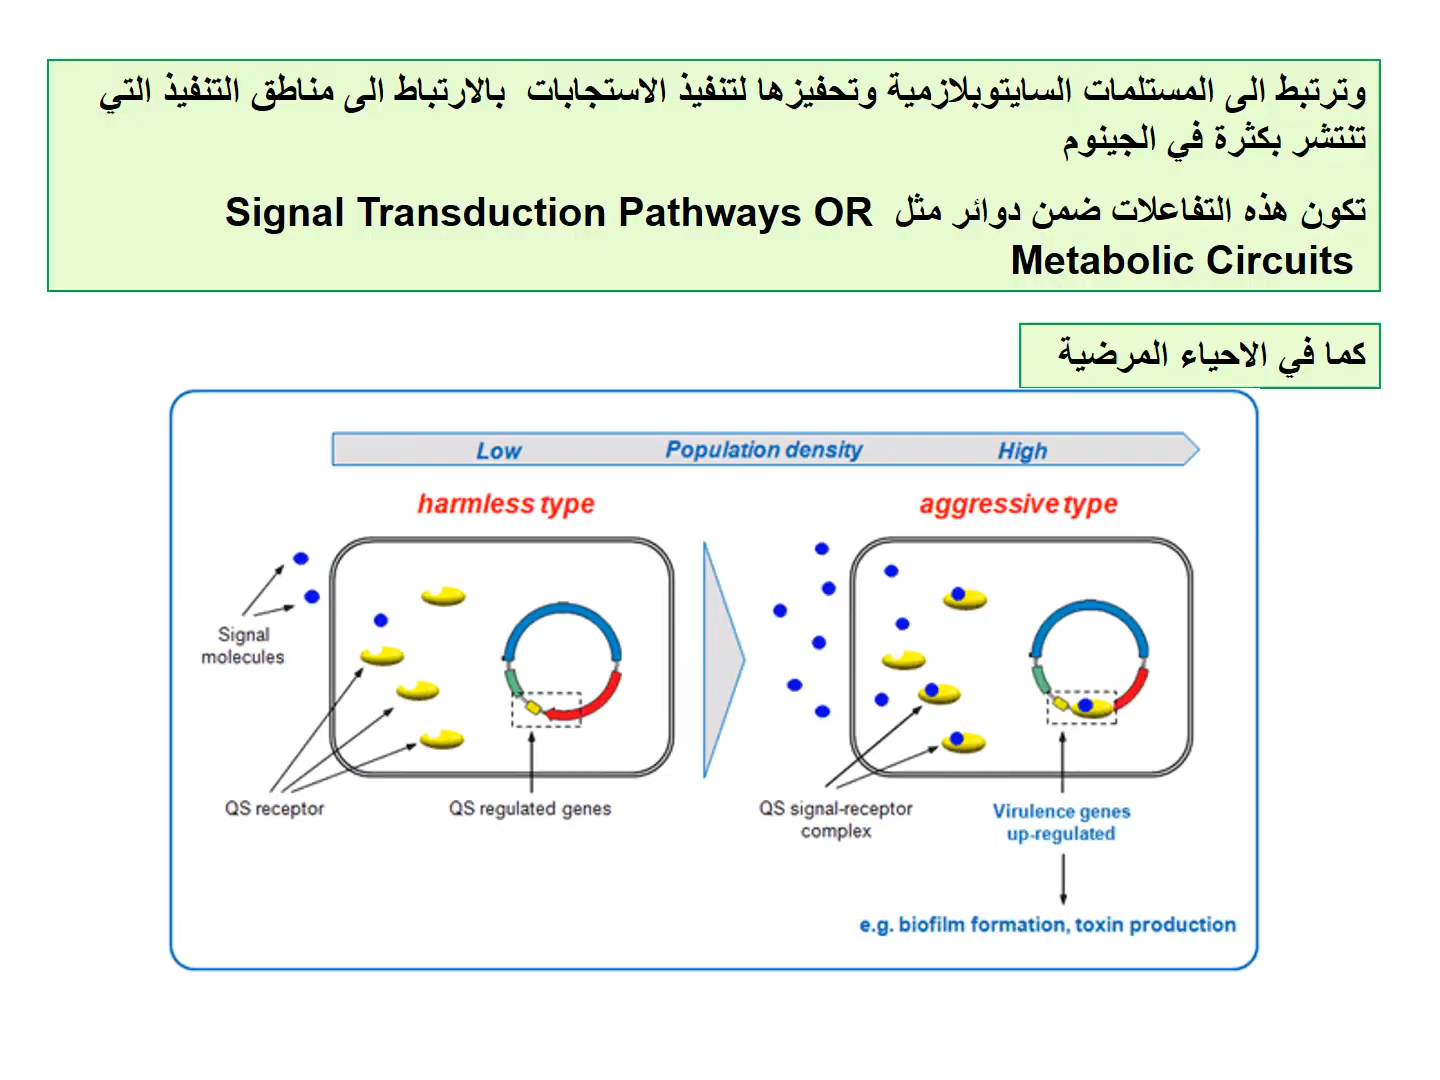 وترتبط الى المستلمات السايتوبلازمية وتحفيزها لتنفيذ الاستجابات  بالارتباط الى مناطق التنفيذ التي
تنتشر بكثرة في الجينوم
تكون هذه التفاعلات ضمن دوائر مثل  Signal Transduction Pathways OR
Metabolic Circuits
كما في الاحياء المرضية
Low Population density High
harmless type aggressive type
Signal
molecules
QS receptor
QS regulated genes
QS signal-receptor
complex
Virulence genes
up-regulated
e.g. biofilm formation, toxin production